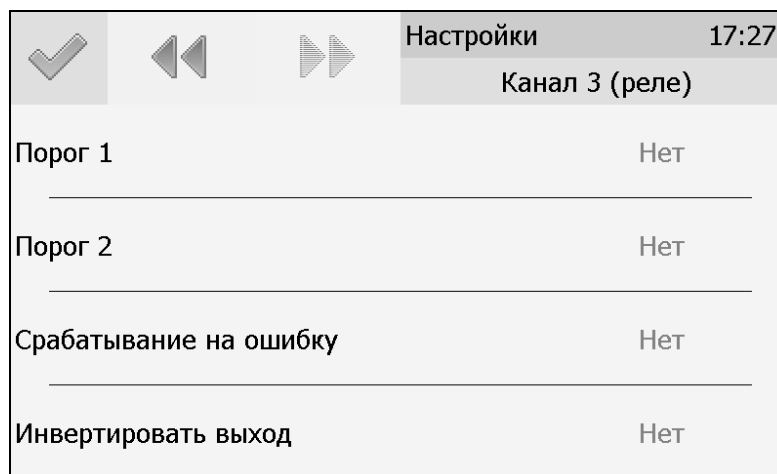 Настройки 17:27
Канал 3 (реле)
Порог 1 Нет
Порог 2 Нет
Срабатывание на ошибку Нет
Инвертировать выход Нет